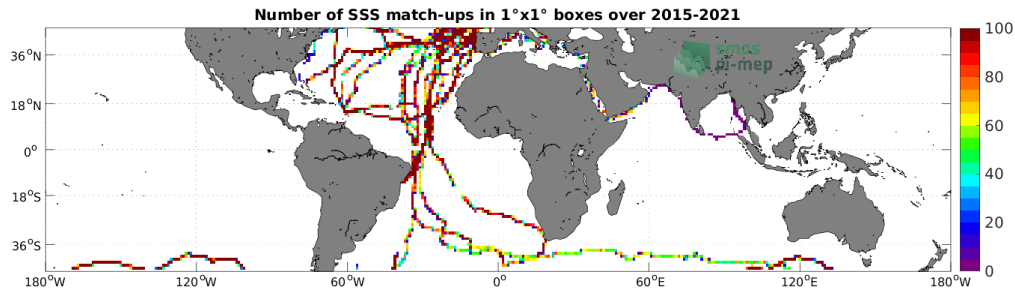 Number of SSS match-ups in 1°x1° boxes over 2015-2021
36°N
18°N
0°
18°S
36°S
180°W
120°W
60°W
0°
60°E
120°E
180°W
100
80
60
40
20
0
smos
pi-mep